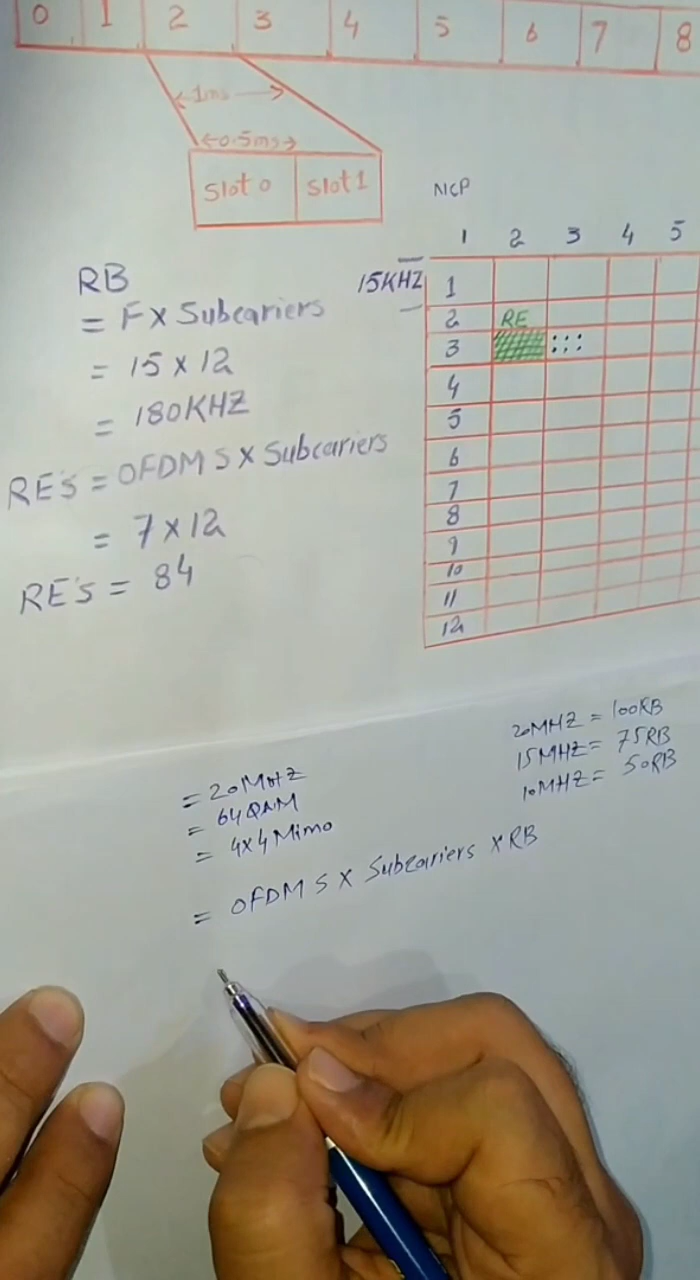 0 1 2 3 4 5 6 7 8
1ms
0.5ms
Slot 0 Slot 1
NCP
1 2 3 4 5
15KHZ
1
2 RE
3
4
5
6
7
8
9
10
11
12
RB
= F X Subcariers
= 15 X 12
= 180KHZ
RE'S = OFDM S X Subcariers
= 7 X 12
RE'S = 84
20MHZ = 100RB
15MHZ = 75RB
10MHZ = 50RB
= 20MHZ
= 64QAM
= 4x4 Mimo
= OFDM S X Subcariers X RB